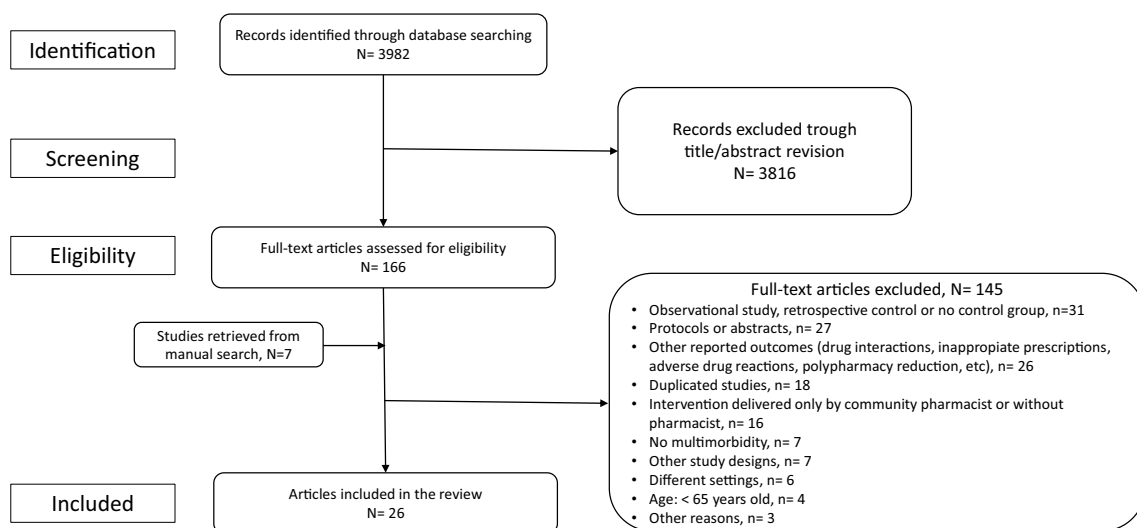 Identification
Records identified through database searching
N= 3982
Screening
Records excluded trough
title/abstract revision
N= 3816
Eligibility
Full-text articles assessed for eligibility
N= 166
Studies retrieved from
manual search, N=7
Full-text articles excluded, N= 145
• Observational study, retrospective control or no control group, n=31
• Protocols or abstracts, n= 27
• Other reported outcomes (drug interactions, inappropiate prescriptions,
adverse drug reactions, polypharmacy reduction, etc), n= 26
• Duplicated studies, n= 18
• Intervention delivered only by community pharmacist or without
pharmacist, n= 16
• No multimorbidity, n= 7
• Other study designs, n= 7
• Different settings, n= 6
• Age: < 65 years old, n= 4
• Other reasons, n= 3
Included
Articles included in the review
N= 26